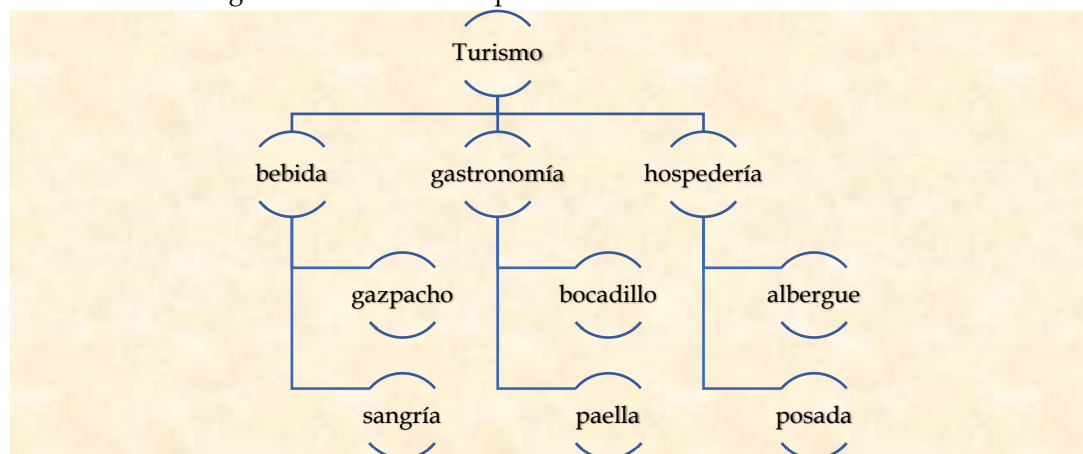 Turismo
bebida gastronomía hospedería
gazpacho bocadillo albergue
sangría paella posada